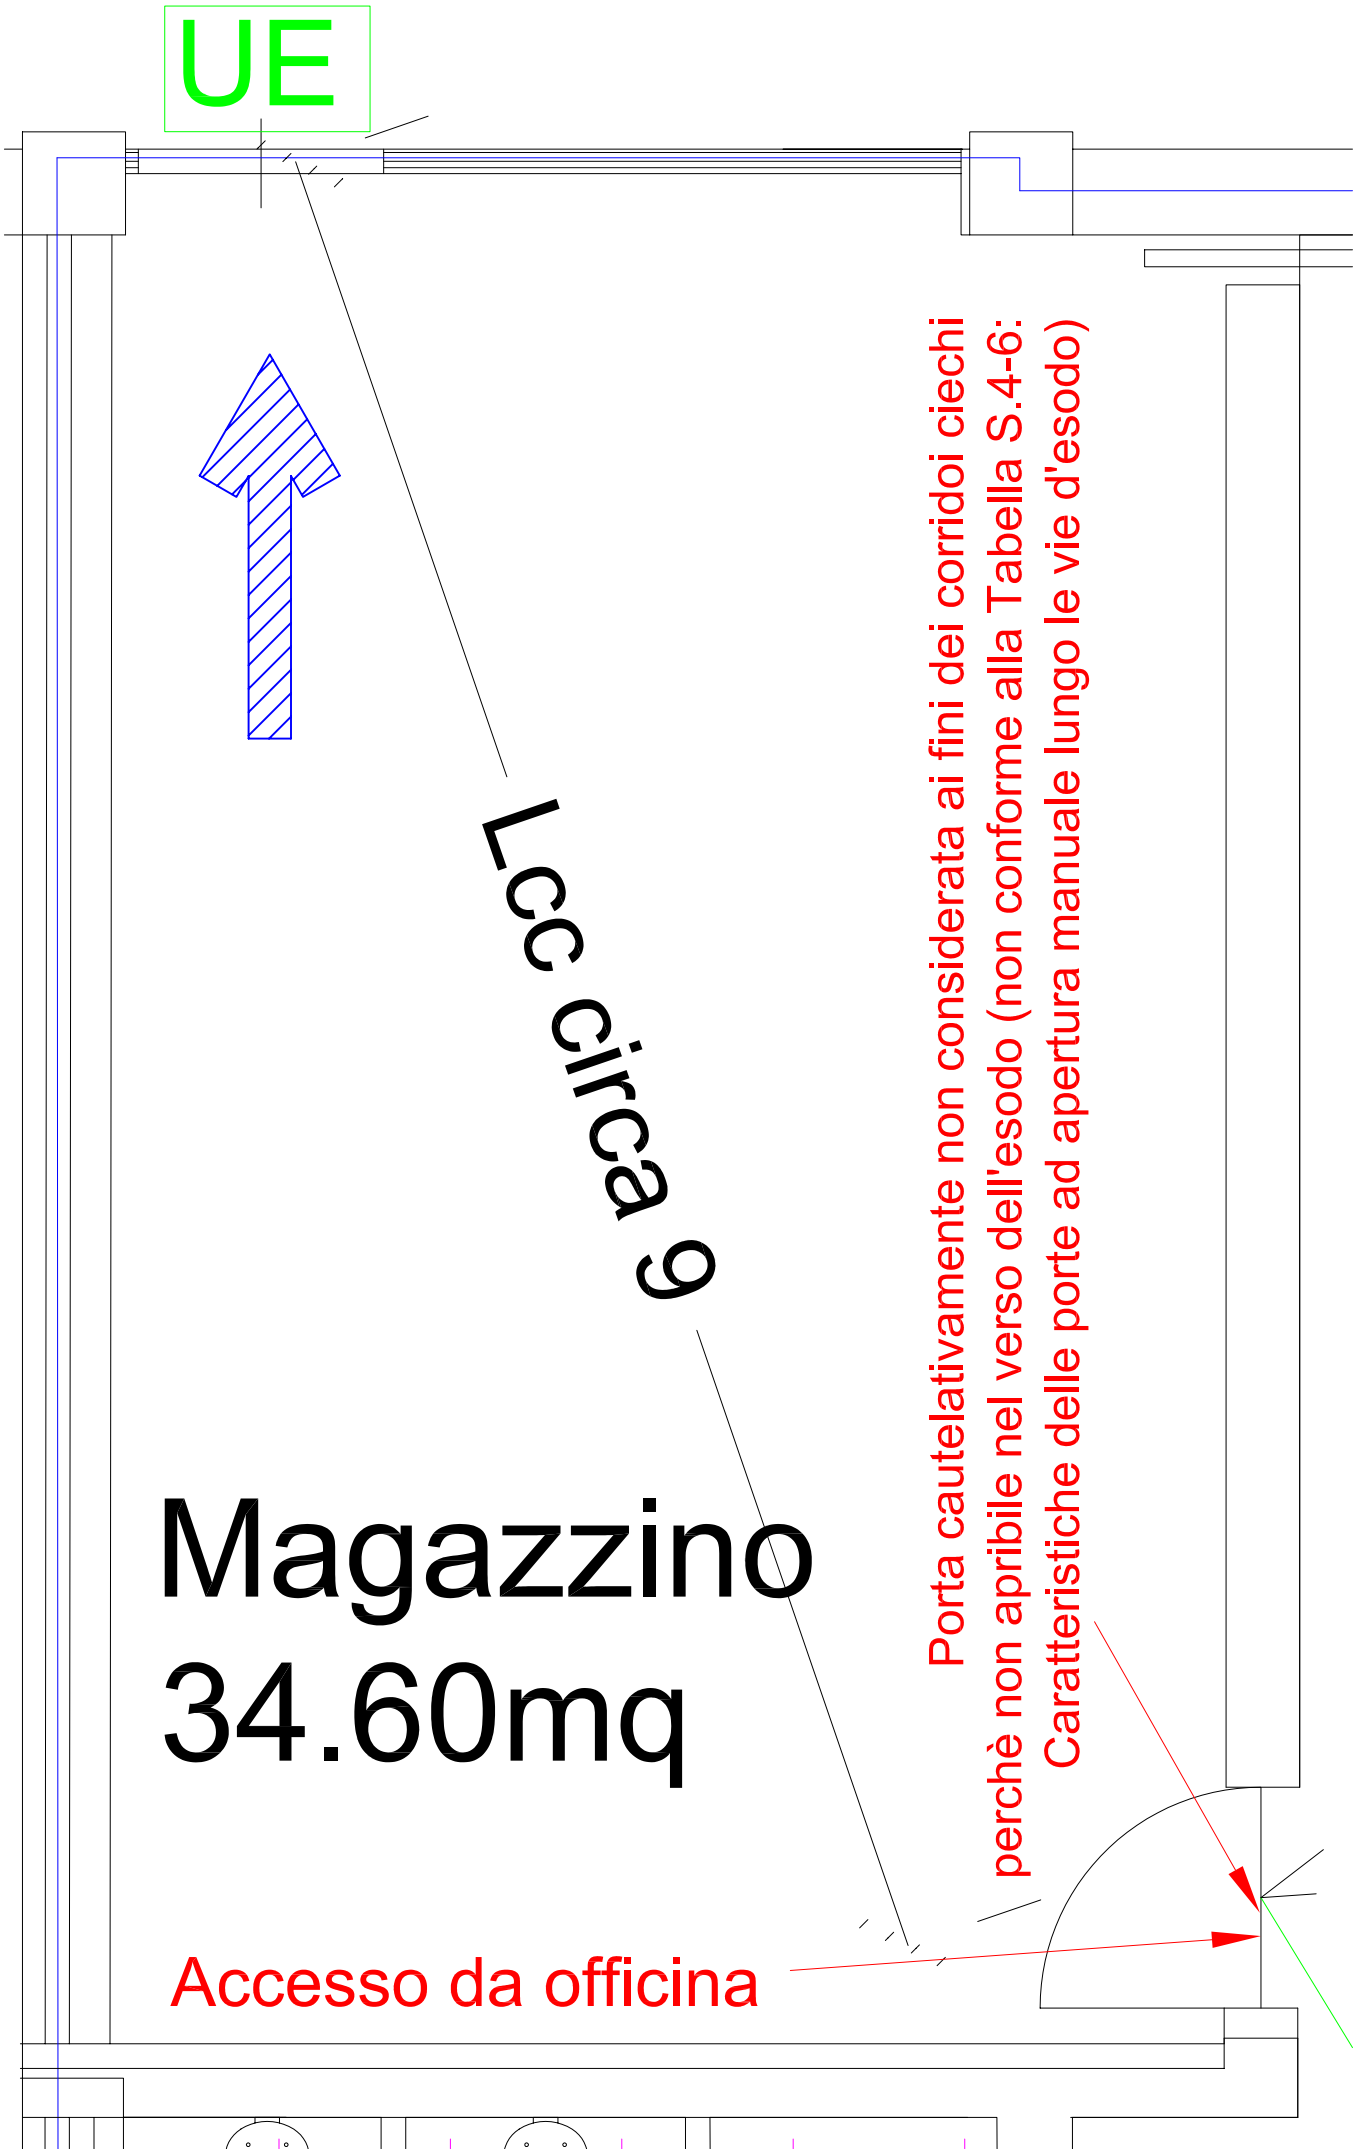 UE
Lcc circa 9
Porta cautelativamente non considerata ai fini dei corridoi ciechi
perchè non apribile nel verso dell'esodo (non conforme alla Tabella S.4-6:
Caratteristiche delle porte ad apertura manuale lungo le vie d'esodo)
Magazzino
34.60mq
Accesso da officina